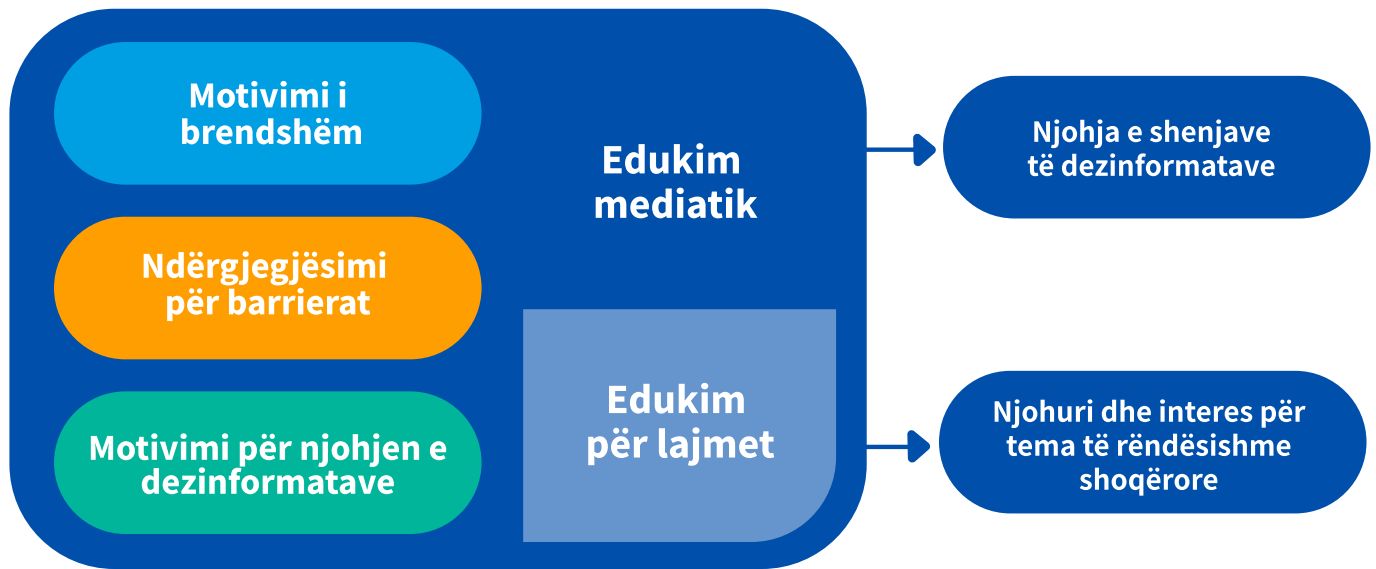 Motivimi i
brendshëm
Ndërgjegjësimi
për barrierat
Motivimi për njohjen e
dezinformatave
Edukim
mediatik
Edukim
për lajmet
Njohja e shenjave
të dezinformatave
Njohuri dhe interes për
tema të rëndësishme
shoqërore